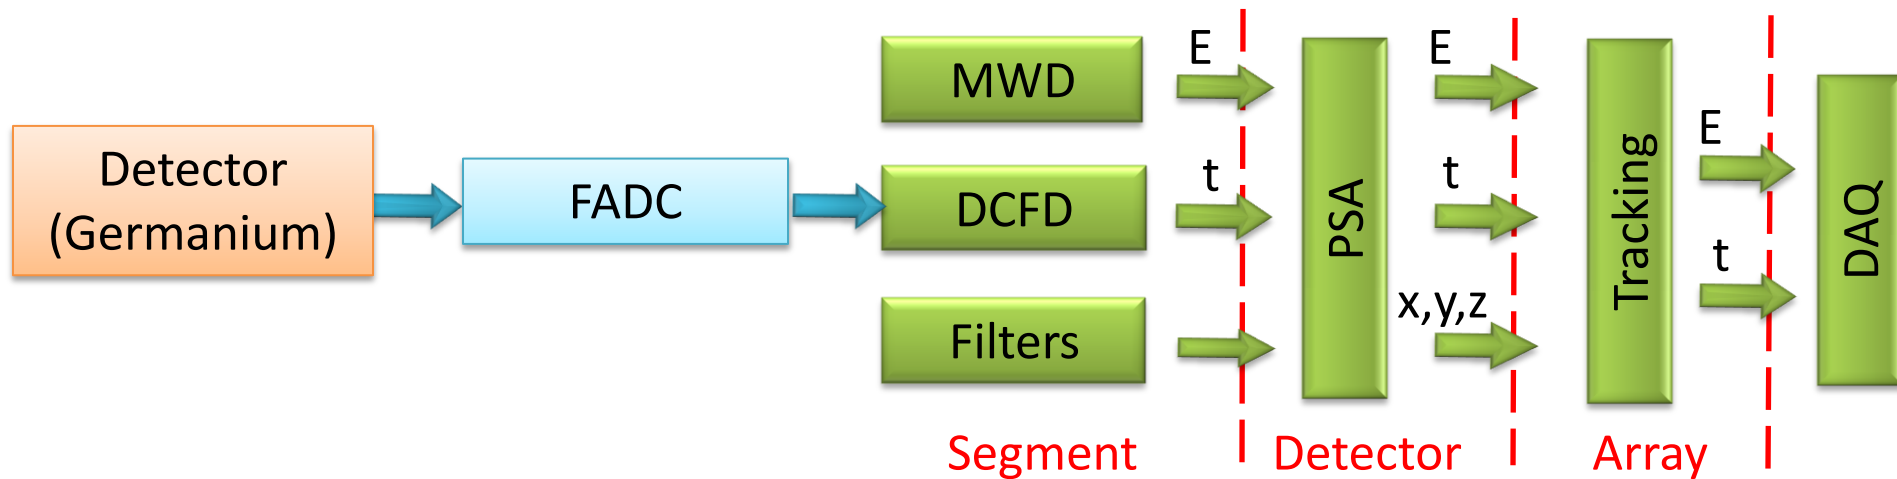 Detector
(Germanium)
FADC
MWD
DCFD
Filters
E
t
PSA
E
t
x,y,z
Tracking
E
t
DAQ
Segment
Detector
Array